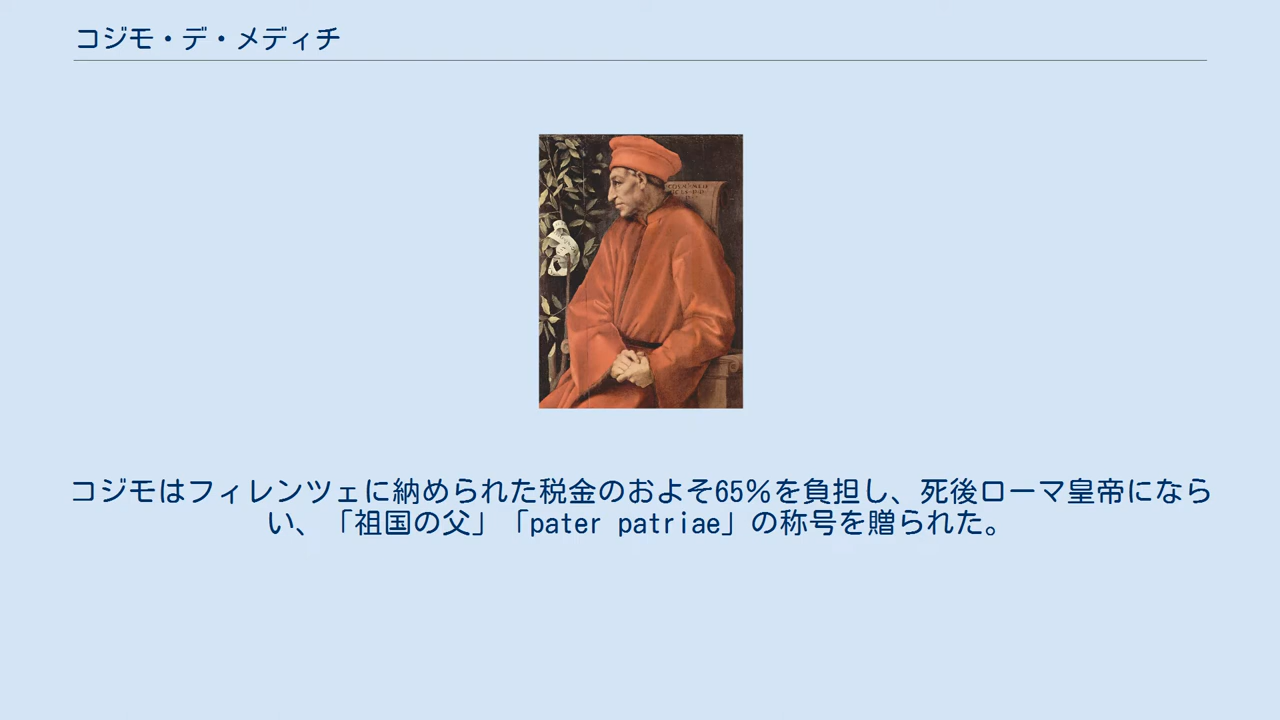 コジモ・デ・メディチ
コジモはフィレンツェに納められた税金のおよそ65%を負担し、死後ローマ皇帝になら
い、「祖国の父」「pater patriae」の称号を贈られた。